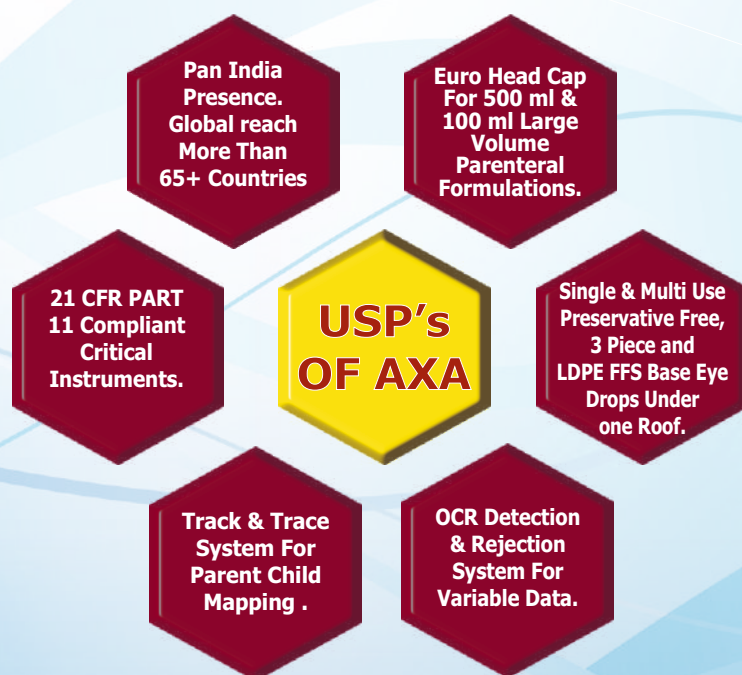 Pan India
Presence.
Global reach
More Than
65+ Countries
Euro Head Cap
For 500 ml &
100 ml Large
Volume
Parenteral
Formulations.
21 CFR PART
11 Compliant
Critical
Instruments.
USP's
OF AXA
Single & Multi Use
Preservative Free,
3 Piece and
LDPE FFS Base Eye
Drops Under
one Roof.
Track & Trace
System For
Parent Child
Mapping .
OCR Detection
& Rejection
System For
Variable Data.